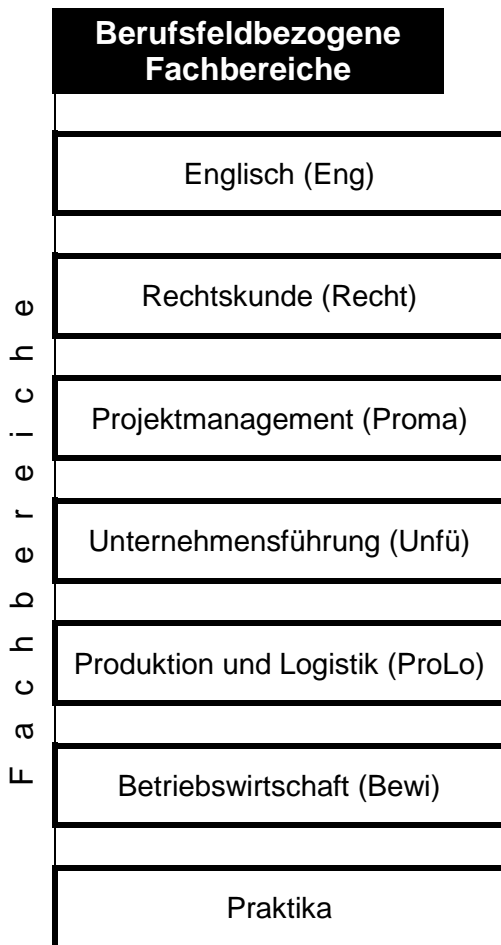 Berufsfeldbezogene
Fachbereiche
Englisch (Eng)
Rechtskunde (Recht)
Projektmanagement (Proma)
Unternehmensführung (Unfü)
Produktion und Logistik (ProLo)
Betriebswirtschaft (Bewi)
Praktika
F a c h b e r e i c h e